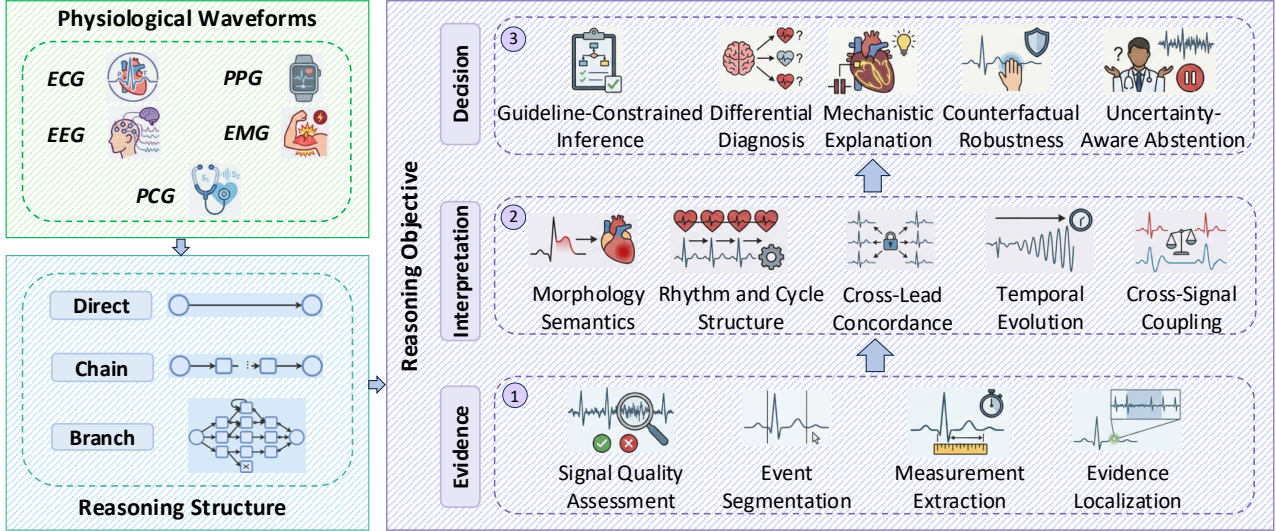 Physiological Waveforms
ECG
PPG
EEG
EMG
PCG
S1
S2
Direct
Chain
Branch
Reasoning Structure
Reasoning Objective
Decision
3
Guideline-Constrained
Inference
Differential
Diagnosis
Mechanistic
Explanation
Counterfactual
Robustness
Uncertainty-
Aware Abstention
? ? ?
? ?
Interpretation
2
Morphology
Semantics
Rhythm and Cycle
Structure
Cross-Lead
Concordance
Temporal
Evolution
Cross-Signal
Coupling
Evidence
1
Signal Quality
Assessment
Event
Segmentation
Measurement
Extraction
Evidence
Localization